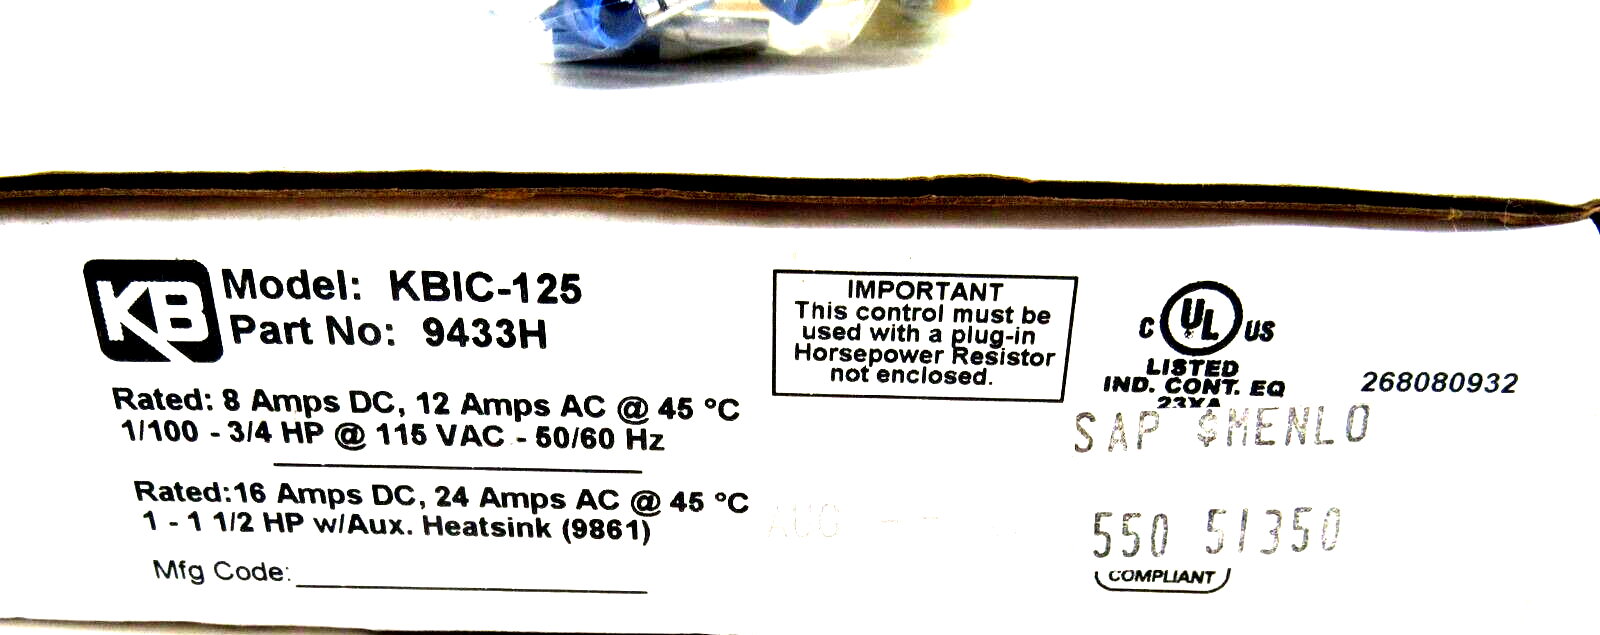 KB
Model: KBIC-125
Part No: 9433H
Rated: 8 Amps DC, 12 Amps AC @ 45 °C
1/100 - 3/4 HP @ 115 VAC - 50/60 Hz
Rated:16 Amps DC, 24 Amps AC @ 45 °C
1 - 1 1/2 HP w/Aux. Heatsink (9861)
Mfg Code:
IMPORTANT
This control must be
used with a plug-in
Horsepower Resistor
not enclosed.
C UL US
LISTED
IND. CONT. EQ
23YA
268080932
SAP $MENLO
AUG
550 51350
COMPLIANT